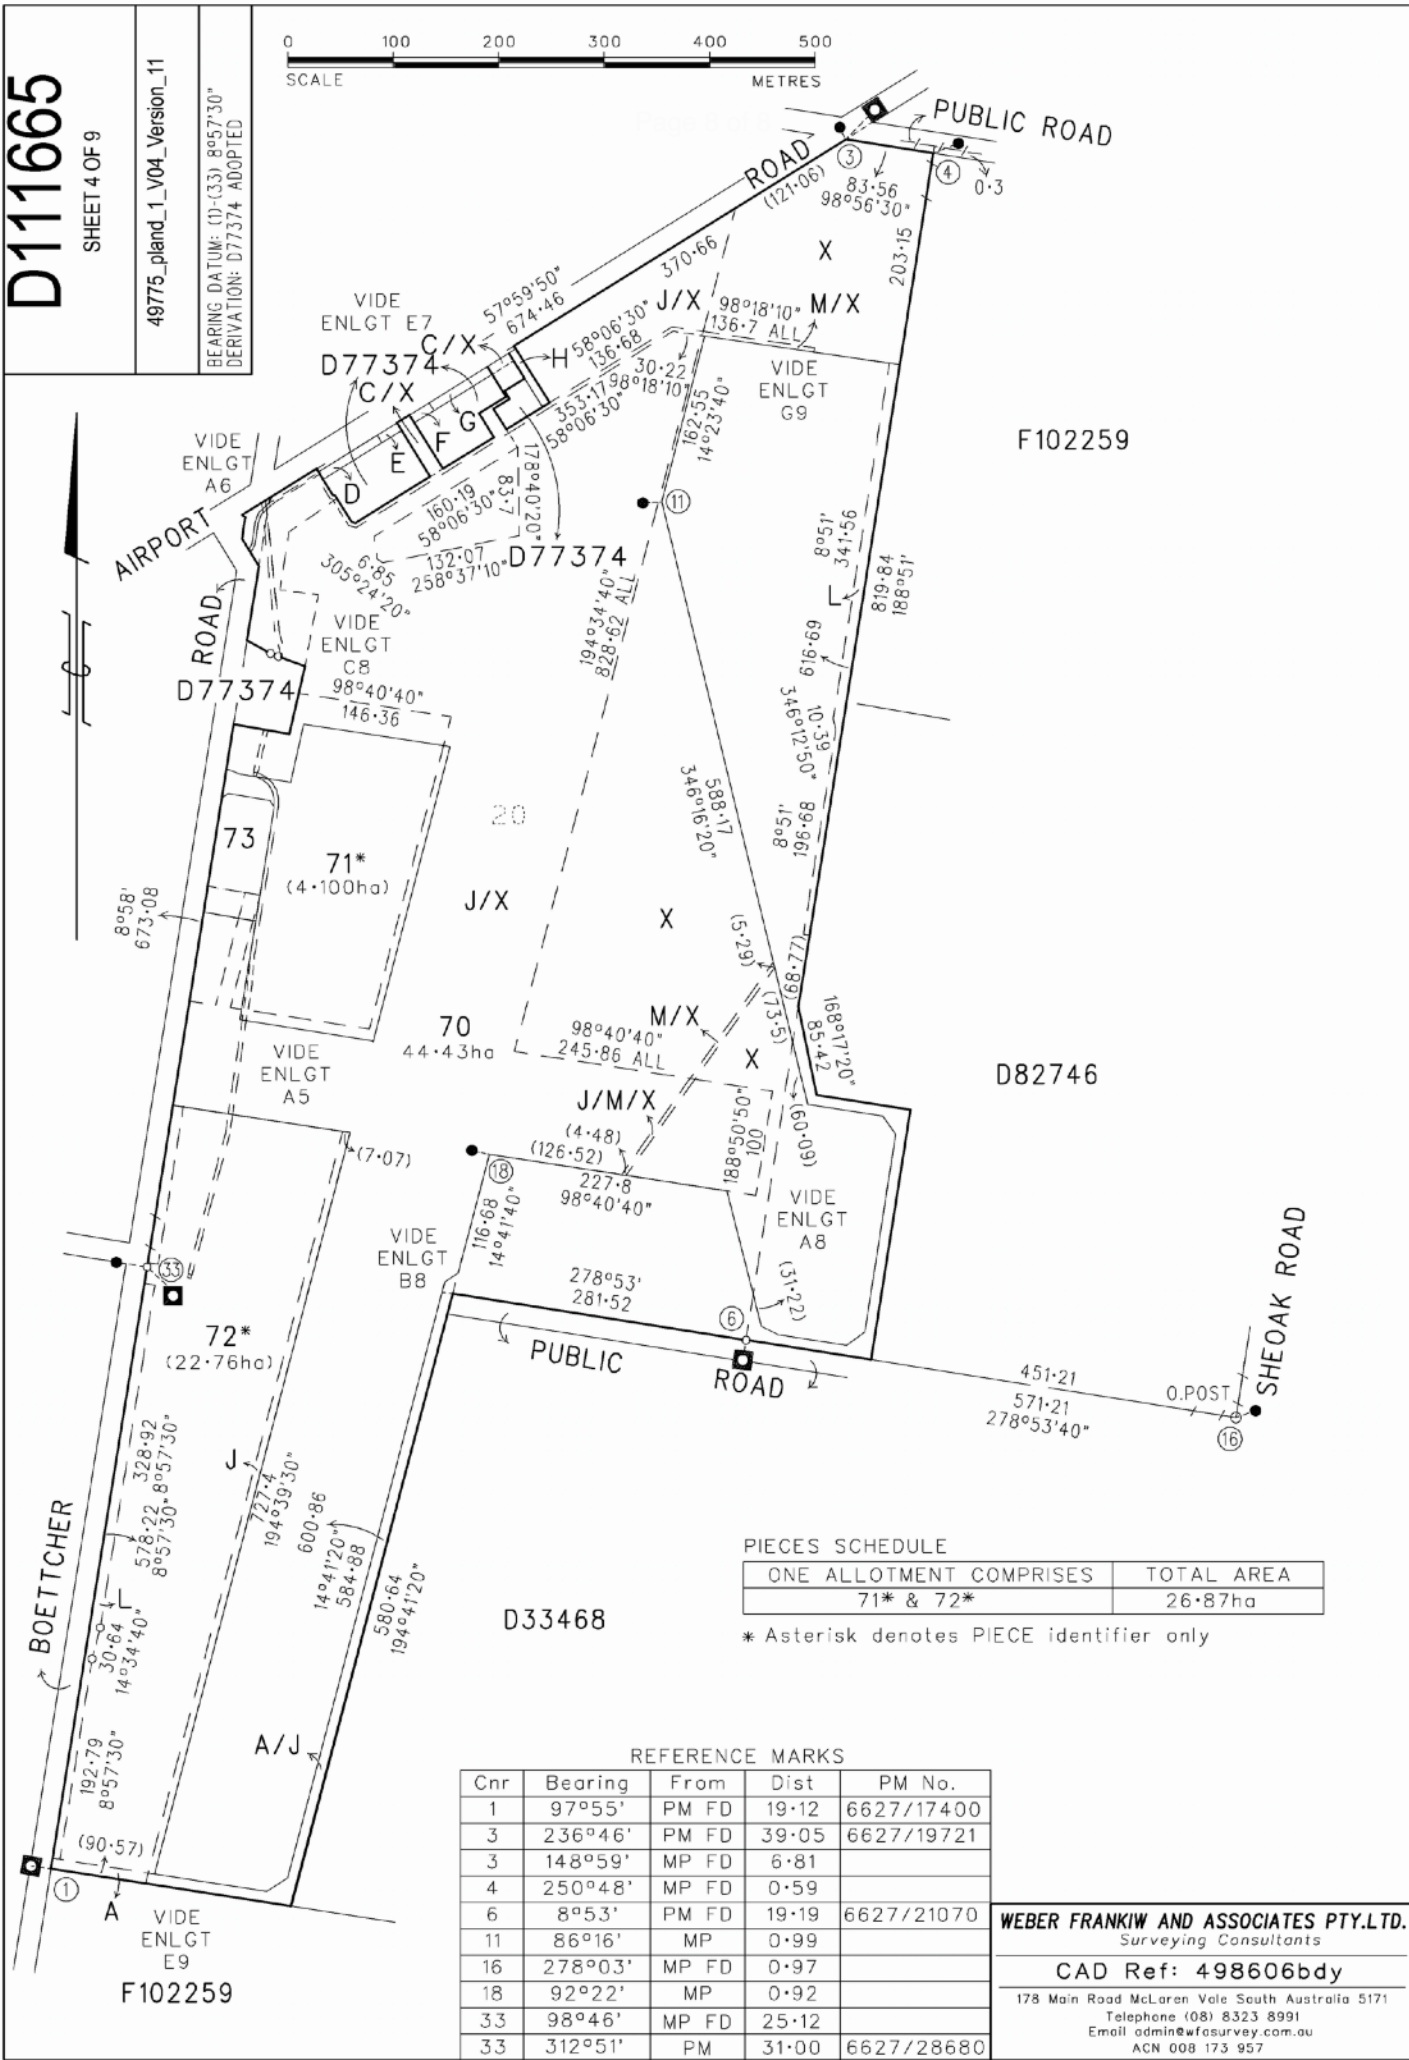 D111665
SHEET 4 OF 9
49775_pland_1_V04_Version_11
BEARING DATUM: (1)-(33) 8°57'30"
DERIVATION: D77374 ADOPTED
0 100 200 300 400 500
SCALE METRES
PUBLIC ROAD
ROAD
(121·06)
3
4
83·56
98°56'30"
0·3
203·15
X
370·66
57°59'50"
674·46
VIDE
ENLGT E7
J/X
98°18'10"
136·7 ALL
M/X
C/X
D77374
C/X
H
58°06'30"
136·68
30·22
98°18'10"
353·17
58°06'30"
VIDE
ENLGT
G9
162·55
14°23'40"
F102259
VIDE
ENLGT
A6
G
F
E
D
178°40'20"
83·7
160·19
58°06'30"
11
AIRPORT
132·07
258°37'10"
D77374
6·85
305°24'20"
8°51'
341·56
L
819·84
188°51'
ROAD
VIDE
ENLGT
C8
194°34'40"
828·62 ALL
616·69
D77374
98°40'40"
146·36
10·39
346°12'50"
588·17
346°16'20"
8°51'
196·68
20
73
71*
(4·100ha)
8°58'
673·08
J/X
X
(5·29)
(68·77)
(73·5)
168°17'20"
85·42
M/X
70
44·43ha
98°40'40"
245·86 ALL
X
D82746
VIDE
ENLGT
A5
J/M/X
(4·48)
(126·52)
188°50'50"
100
(60·09)
(7·07)
18
227·8
98°40'40"
116·68
14°41'40"
VIDE
ENLGT
A8
VIDE
ENLGT
B8
33
278°53'
281·52
(31·22)
6
72*
(22·76ha)
PUBLIC
ROAD
SHEOAK ROAD
451·21
O.POST
571·21
278°53'40"
16
328·92
8°57'30"
578·22
8°57'30"
J
727·4
194°39'30"
600·86
14°41'20"
584·88
580·64
194°41'20"
BOETTCHER
L
30·64
14°34'40"
D33468
PIECES SCHEDULE
ONE ALLOTMENT COMPRISES TOTAL AREA
71* & 72* 26·87ha
* Asterisk denotes PIECE identifier only
A/J
192·79
8°57'30"
(90·57)
1
A
VIDE
ENLGT
E9
F102259
REFERENCE MARKS
Cnr Bearing From Dist PM No.
1 97°55' PM FD 19·12 6627/17400
3 236°46' PM FD 39·05 6627/19721
3 148°59' MP FD 6·81
4 250°48' MP FD 0·59
6 8°53' PM FD 19·19 6627/21070
11 86°16' MP 0·99
16 278°03' MP FD 0·97
18 92°22' MP 0·92
33 98°46' MP FD 25·12
33 312°51' PM 31·00 6627/28680
WEBER FRANKIW AND ASSOCIATES PTY.LTD.
Surveying Consultants
CAD Ref: 498606bdy
178 Main Road McLaren Vale South Australia 5171
Telephone (08) 8323 8991
Email admin@wfasurvey.com.au
ACN 008 173 957